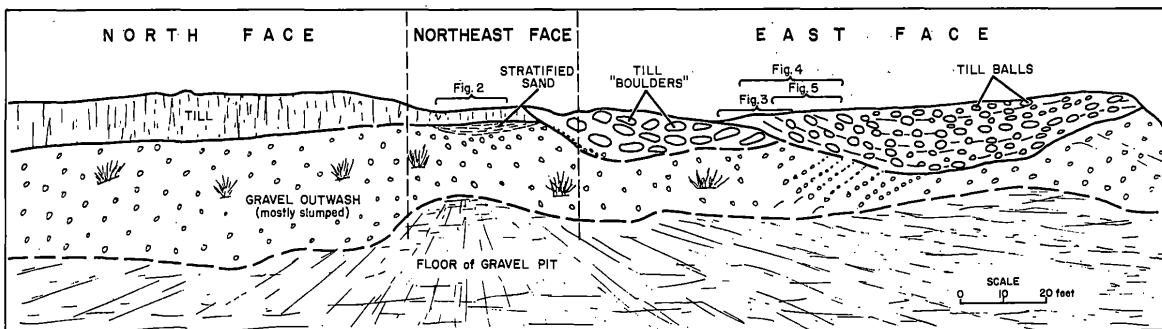 NORTH FACE
NORTHEAST FACE
EAST FACE
Fig. 2
STRATIFIED
SAND
TILL
"BOULDERS"
Fig. 4
Fig. 5
Fig. 3
TILL BALLS
TILL
GRAVEL OUTWASH
(mostly slumped)
FLOOR of GRAVEL PIT
SCALE
0 10 20 feet